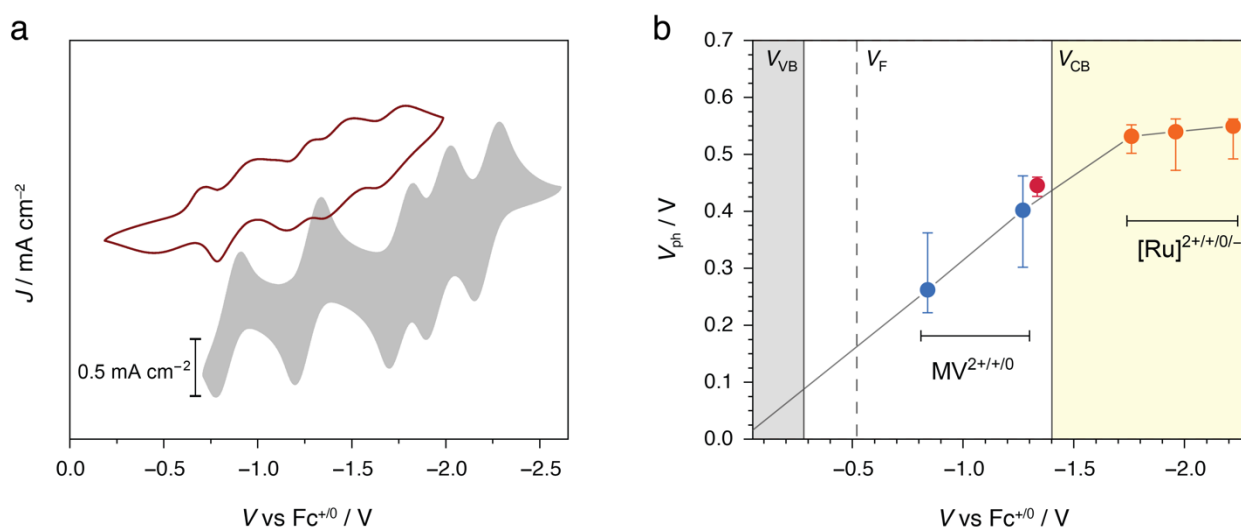 a
J / mA cm⁻²
0.5 mA cm⁻²
0.0 −0.5 −1.0 −1.5 −2.0 −2.5
V vs Fc⁺/⁰ / V
b
V_ph / V
0.7
0.6
0.5
0.4
0.3
0.2
0.1
0.0
V_VB V_F V_CB
[Ru]²⁺/⁺/⁰/–
MV²⁺/⁺/⁰
−0.5 −1.0 −1.5 −2.0
V vs Fc⁺/⁰ / V